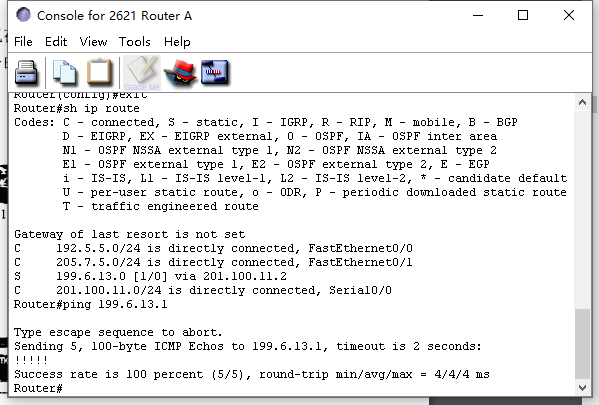 Console for 2621 Router A
File Edit View Tools Help
Grade Me
Router(config)#exit
Router#sh ip route
Codes: C - connected, S - static, I - IGRP, R - RIP, M - mobile, B - BGP
D - EIGRP, EX - EIGRP external, O - OSPF, IA - OSPF inter area
N1 - OSPF NSSA external type 1, N2 - OSPF NSSA external type 2
E1 - OSPF external type 1, E2 - OSPF external type 2, E - EGP
i - IS-IS, L1 - IS-IS level-1, L2 - IS-IS level-2, * - candidate default
U - per-user static route, o - ODR, P - periodic downloaded static route
T - traffic engineered route
Gateway of last resort is not set
C 192.5.5.0/24 is directly connected, FastEthernet0/0
C 205.7.5.0/24 is directly connected, FastEthernet0/1
S 199.6.13.0 [1/0] via 201.100.11.2
C 201.100.11.0/24 is directly connected, Serial0/0
Router#ping 199.6.13.1
Type escape sequence to abort.
Sending 5, 100-byte ICMP Echos to 199.6.13.1, timeout is 2 seconds:
!!!!!
Success rate is 100 percent (5/5), round-trip min/avg/max = 4/4/4 ms
Router#